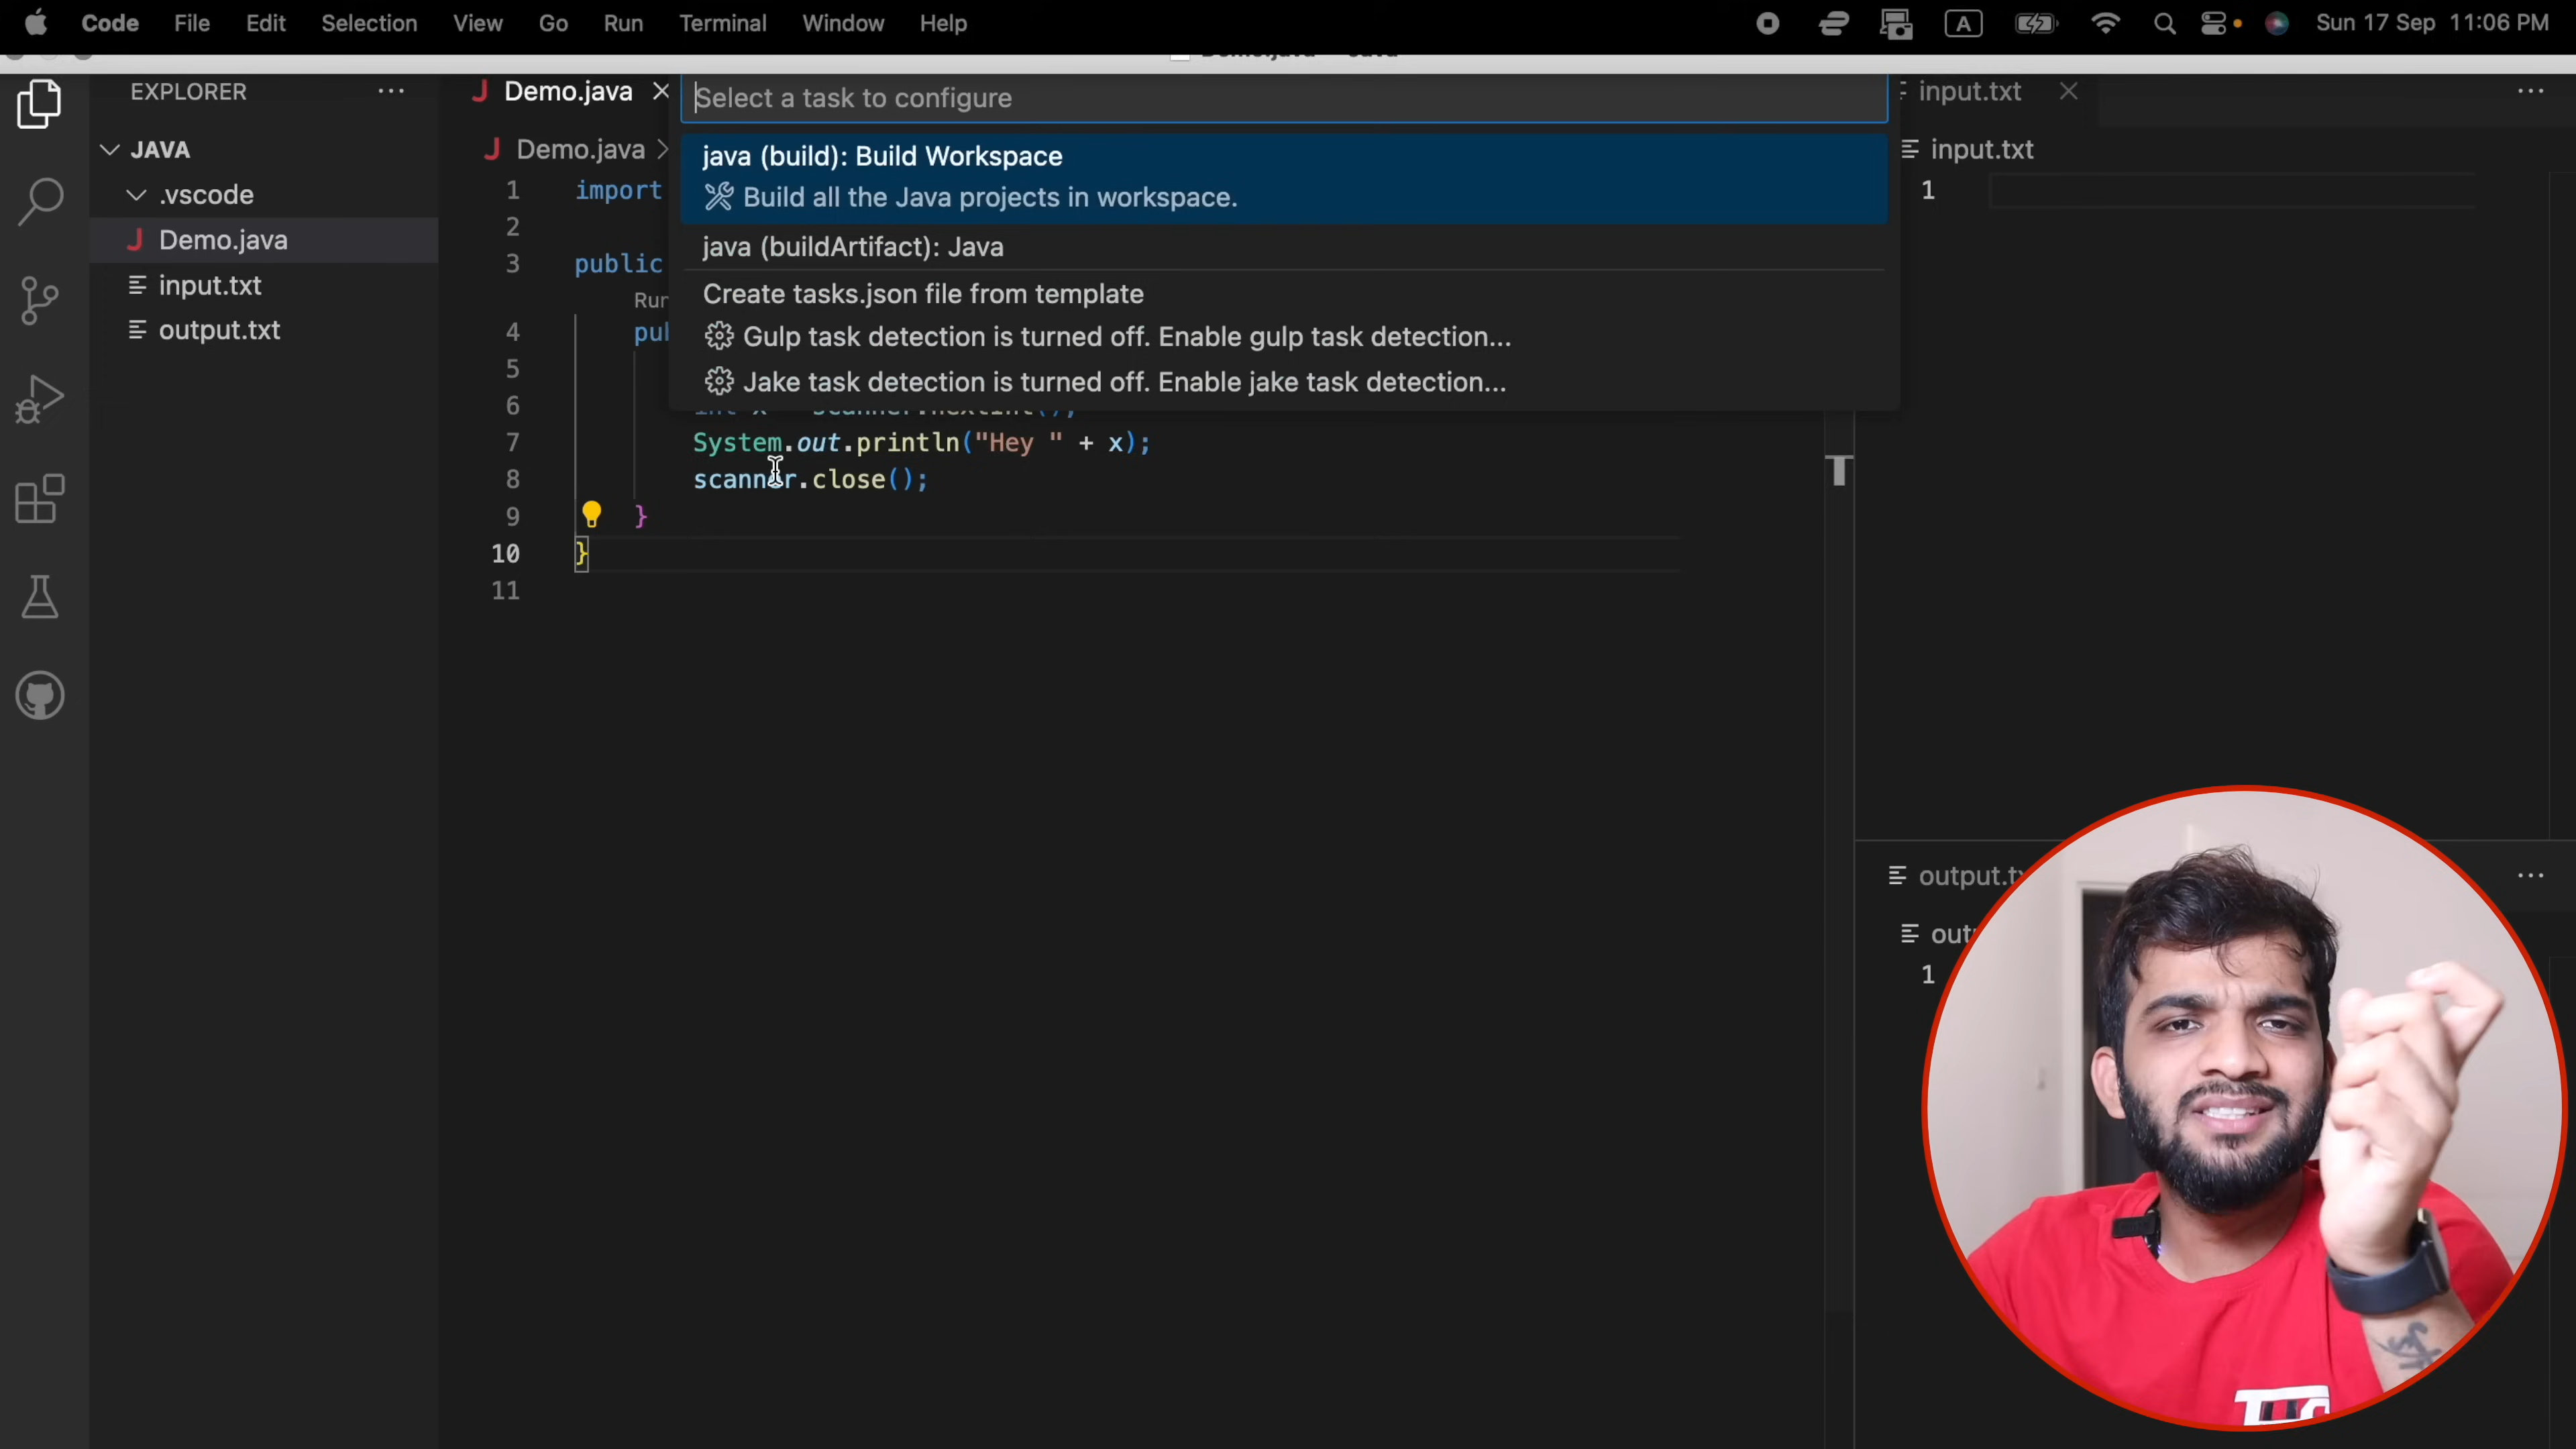 Code File Edit Selection View Go Run Terminal Window Help A Sun 17 Sep 11:06 PM
EXPLORER
JAVA
.vscode
J Demo.java
input.txt
output.txt
J Demo.java
J Demo.java
1 import
2
3 public
Run
4
5
6
7 System.out.println("Hey " + x);
8 scanner.close();
9 }
10 }
11
Select a task to configure
java (build): Build Workspace
Build all the Java projects in workspace.
java (buildArtifact): Java
Create tasks.json file from template
Gulp task detection is turned off. Enable gulp task detection...
Jake task detection is turned off. Enable jake task detection...
input.txt
input.txt
1
1